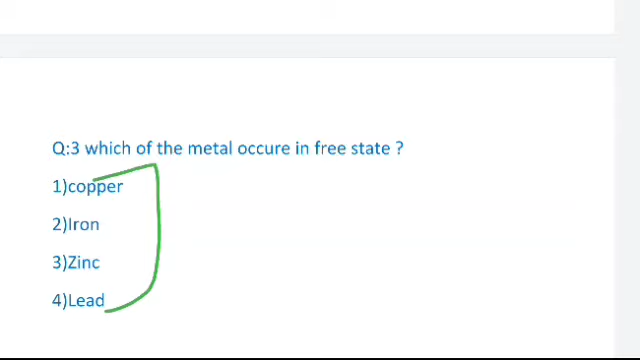 Q:3 which of the metal occure in free state ?
1)copper
2)Iron
3)Zinc
4)Lead